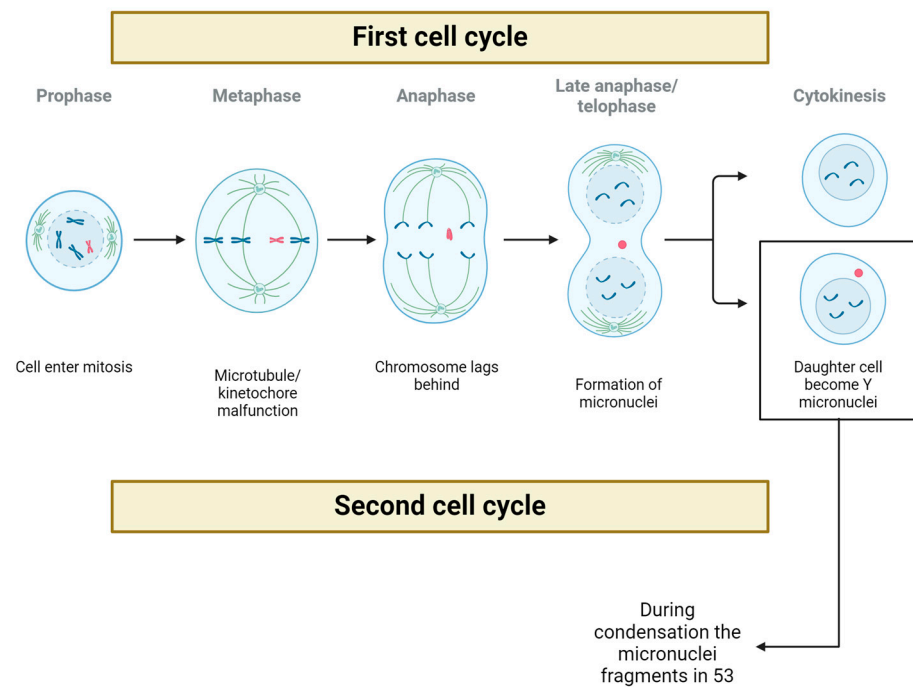 First cell cycle
Prophase
Metaphase
Anaphase
Late anaphase/
telophase
Cytokinesis
Cell enter mitosis
Microtubule/
kinetochore
malfunction
Chromosome lags
behind
Formation of
micronuclei
Daughter cell
become Y
micronuclei
Second cell cycle
During
condensation the
micronuclei
fragments in 53